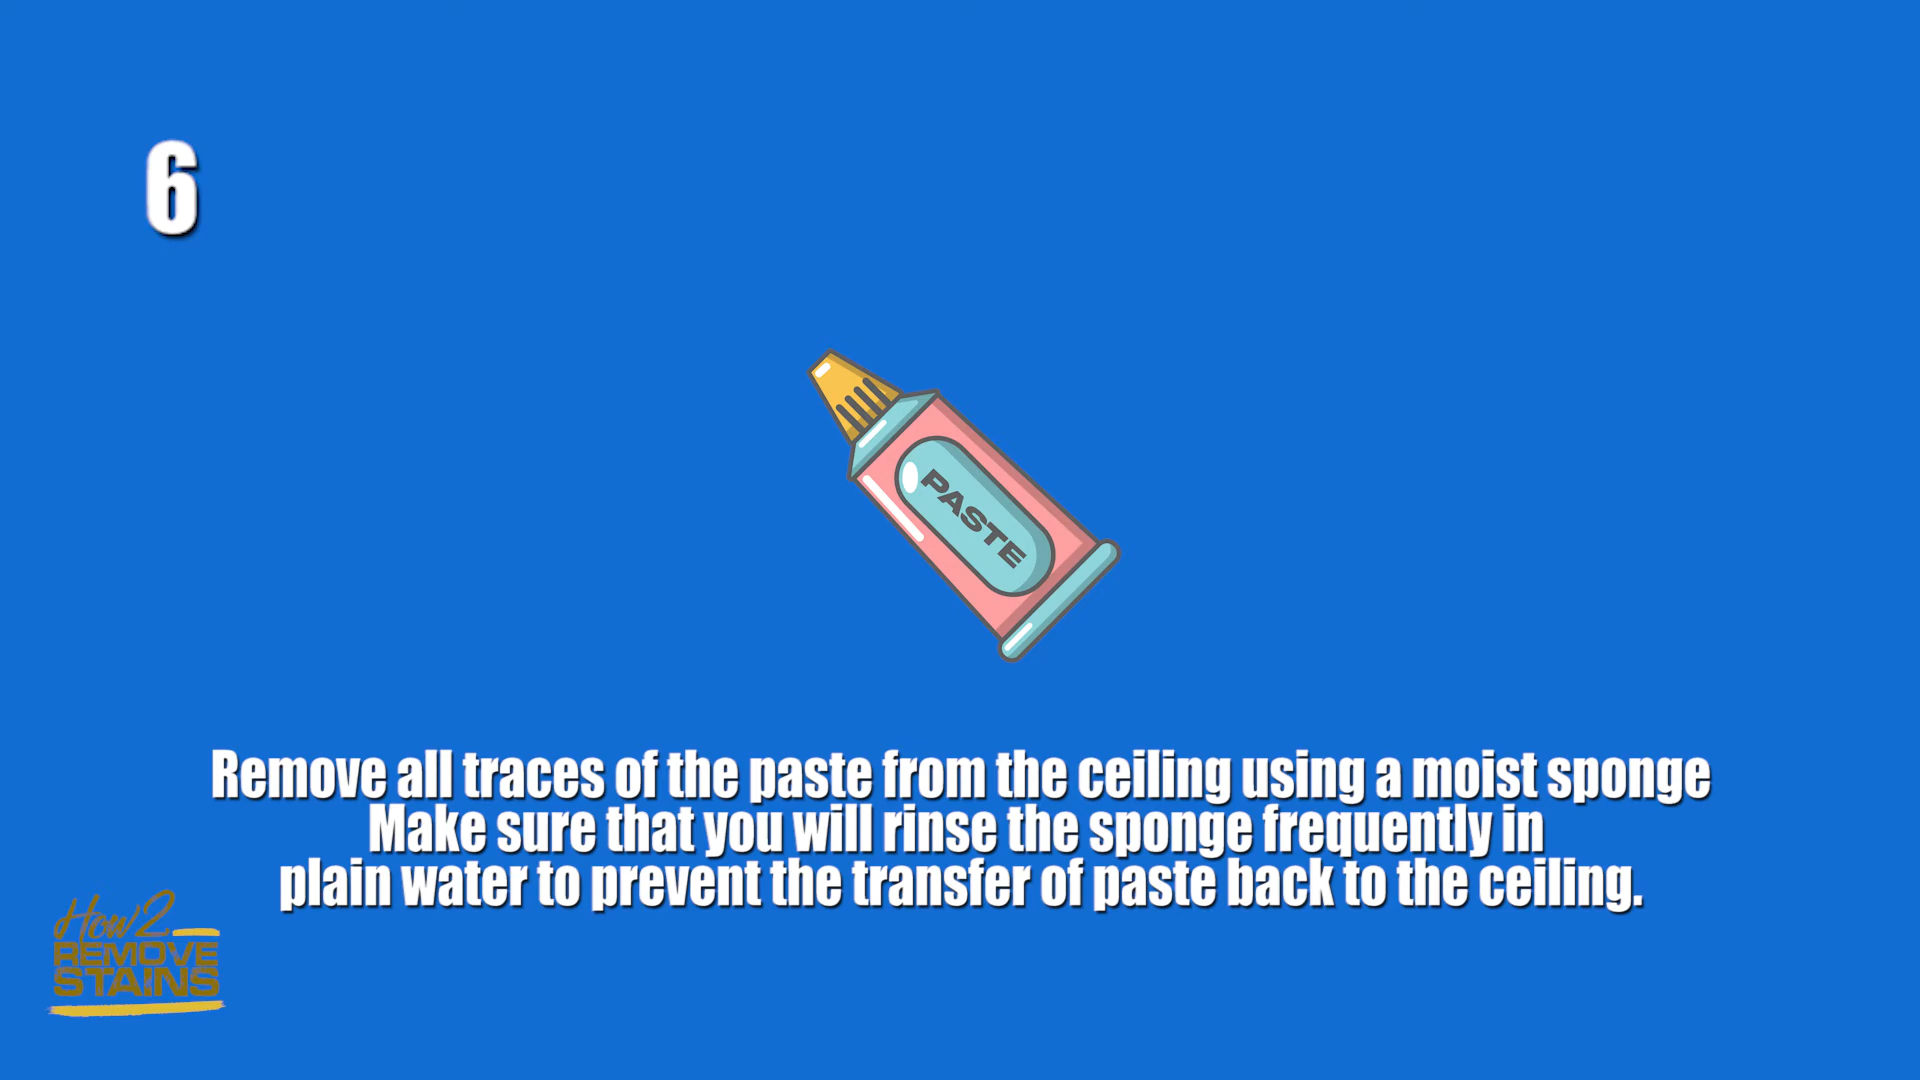 6
PASTE
Remove all traces of the paste from the ceiling using a moist sponge
Make sure that you will rinse the sponge frequently in
plain water to prevent the transfer of paste back to the ceiling.
How2
REMOVE
STAINS